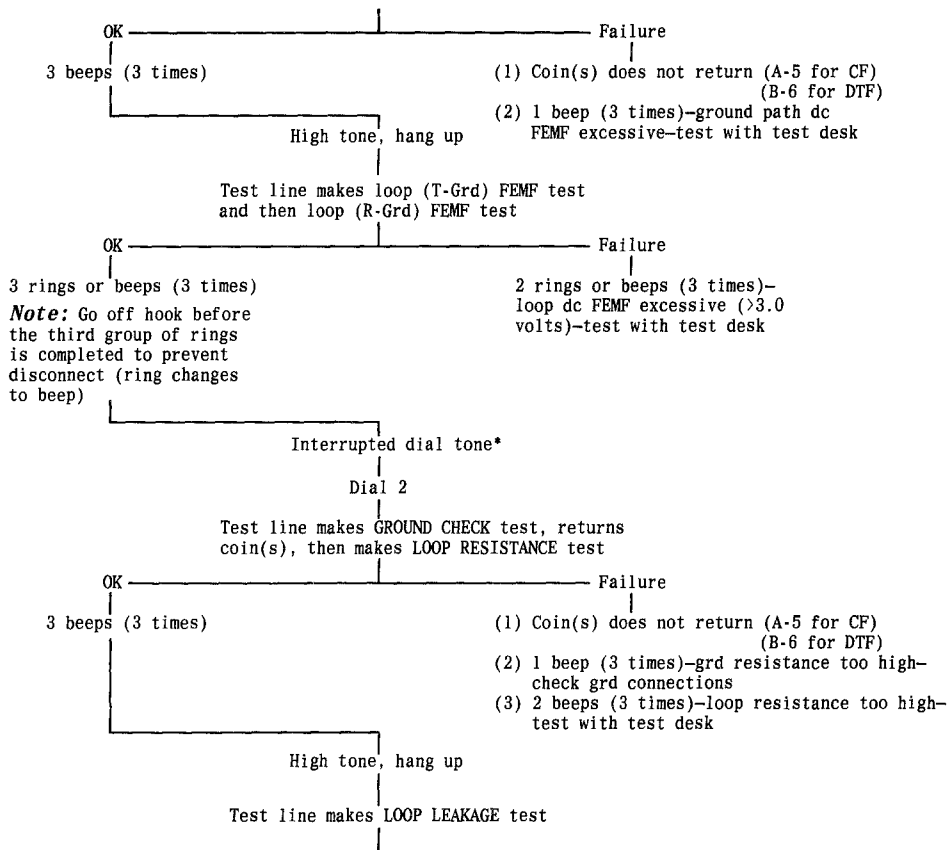 OK
Failure
3 beeps (3 times)
(1) Coin(s) does not return (A-5 for CF)
(B-6 for DTF)
(2) 1 beep (3 times)–ground path dc
FEMF excessive–test with test desk
High tone, hang up
Test line makes loop (T-Grd) FEMF test
and then loop (R-Grd) FEMF test
OK
Failure
3 rings or beeps (3 times)
Note: Go off hook before
the third group of rings
is completed to prevent
disconnect (ring changes
to beep)
2 rings or beeps (3 times)–
loop dc FEMF excessive (>3.0
volts)–test with test desk
Interrupted dial tone*
Dial 2
Test line makes GROUND CHECK test, returns
coin(s), then makes LOOP RESISTANCE test
OK
Failure
3 beeps (3 times)
(1) Coin(s) does not return (A-5 for CF)
(B-6 for DTF)
(2) 1 beep (3 times)–grd resistance too high–
check grd connections
(3) 2 beeps (3 times)–loop resistance too high–
test with test desk
High tone, hang up
Test line makes LOOP LEAKAGE test